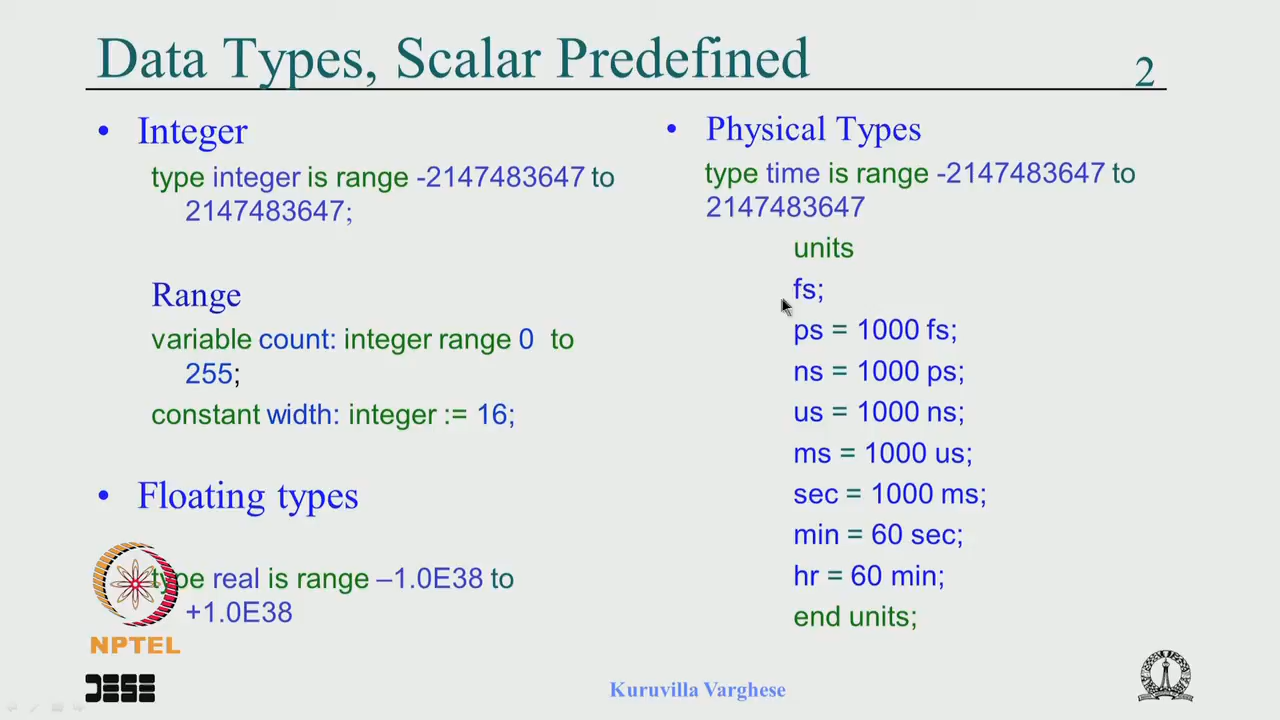 Data Types, Scalar Predefined
2
• Integer
type integer is range -2147483647 to
2147483647;
Range
variable count: integer range 0 to
255;
constant width: integer := 16;
• Floating types
type real is range –1.0E38 to
+1.0E38
• Physical Types
type time is range -2147483647 to
2147483647
units
fs;
ps = 1000 fs;
ns = 1000 ps;
us = 1000 ns;
ms = 1000 us;
sec = 1000 ms;
min = 60 sec;
hr = 60 min;
end units;
NPTEL
DESE
Kuruvilla Varghese